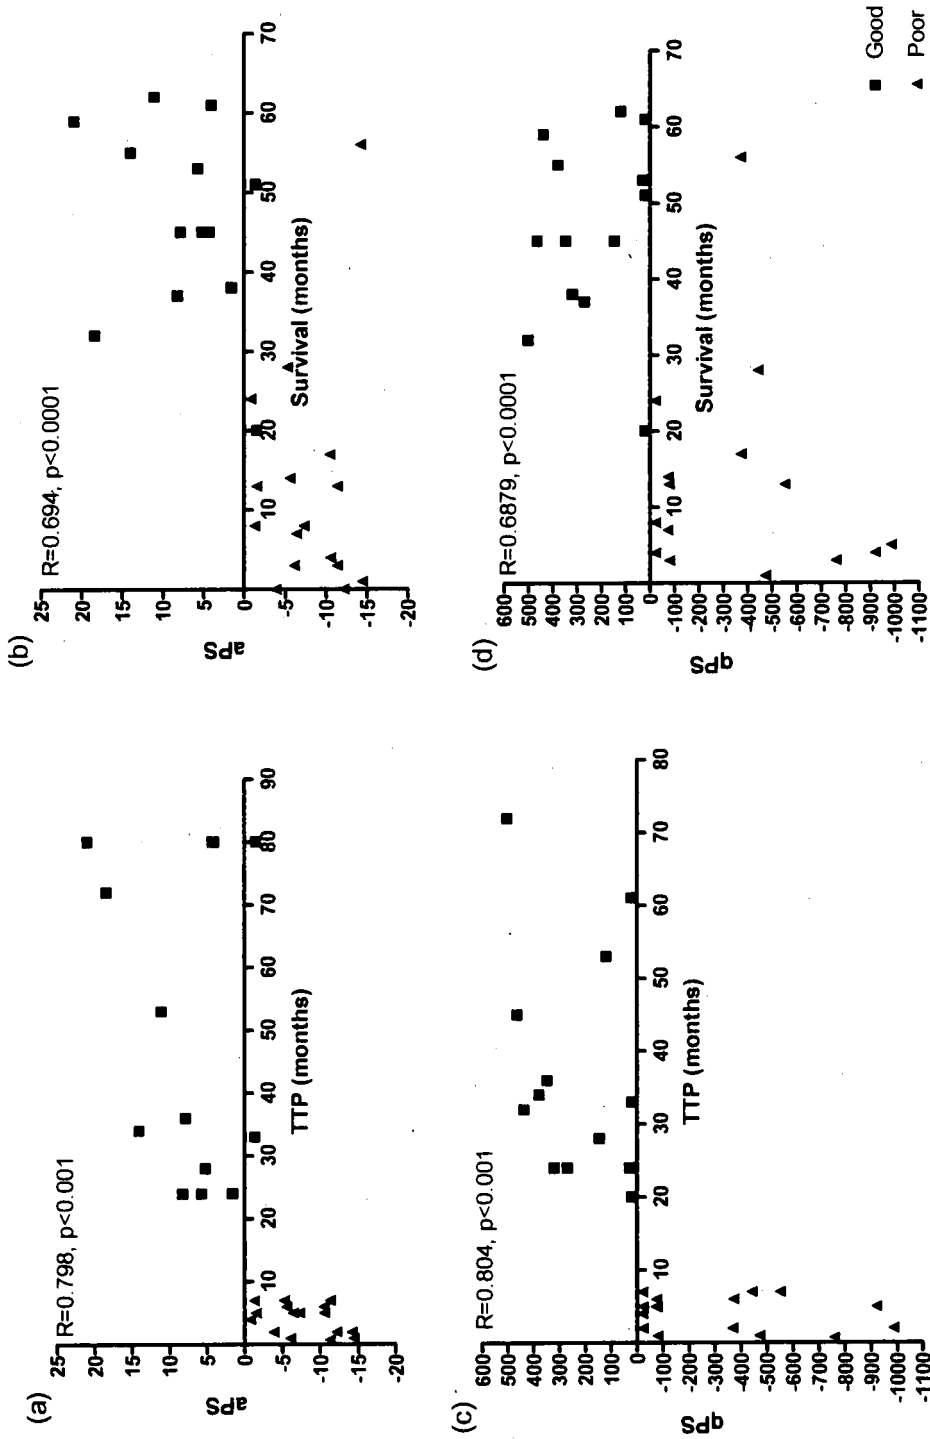 (a)
R=0.798, p<0.001
aPS
25
20
15
10
5
0
-5
-10
-15
-20
10 20 30 40 50 60 70 80 90
TTP (months)
(b)
R=0.694, p<0.0001
aPS
25
20
15
10
5
0
-5
-10
-15
-20
10 20 30 40 50 60 70
Survival (months)
(c)
R=0.804, p<0.001
qPS
600
500
400
300
200
100
0
-100
-200
-300
-400
-500
-600
-700
-800
-900
-1000
-1100
10 20 30 40 50 60 70 80
TTP (months)
(d)
R=0.6879, p<0.0001
qPS
600
500
400
300
200
100
0
-100
-200
-300
-400
-500
-600
-700
-800
-900
-1000
-1100
10 20 30 40 50 60 70
Survival (months)
Good
Poor